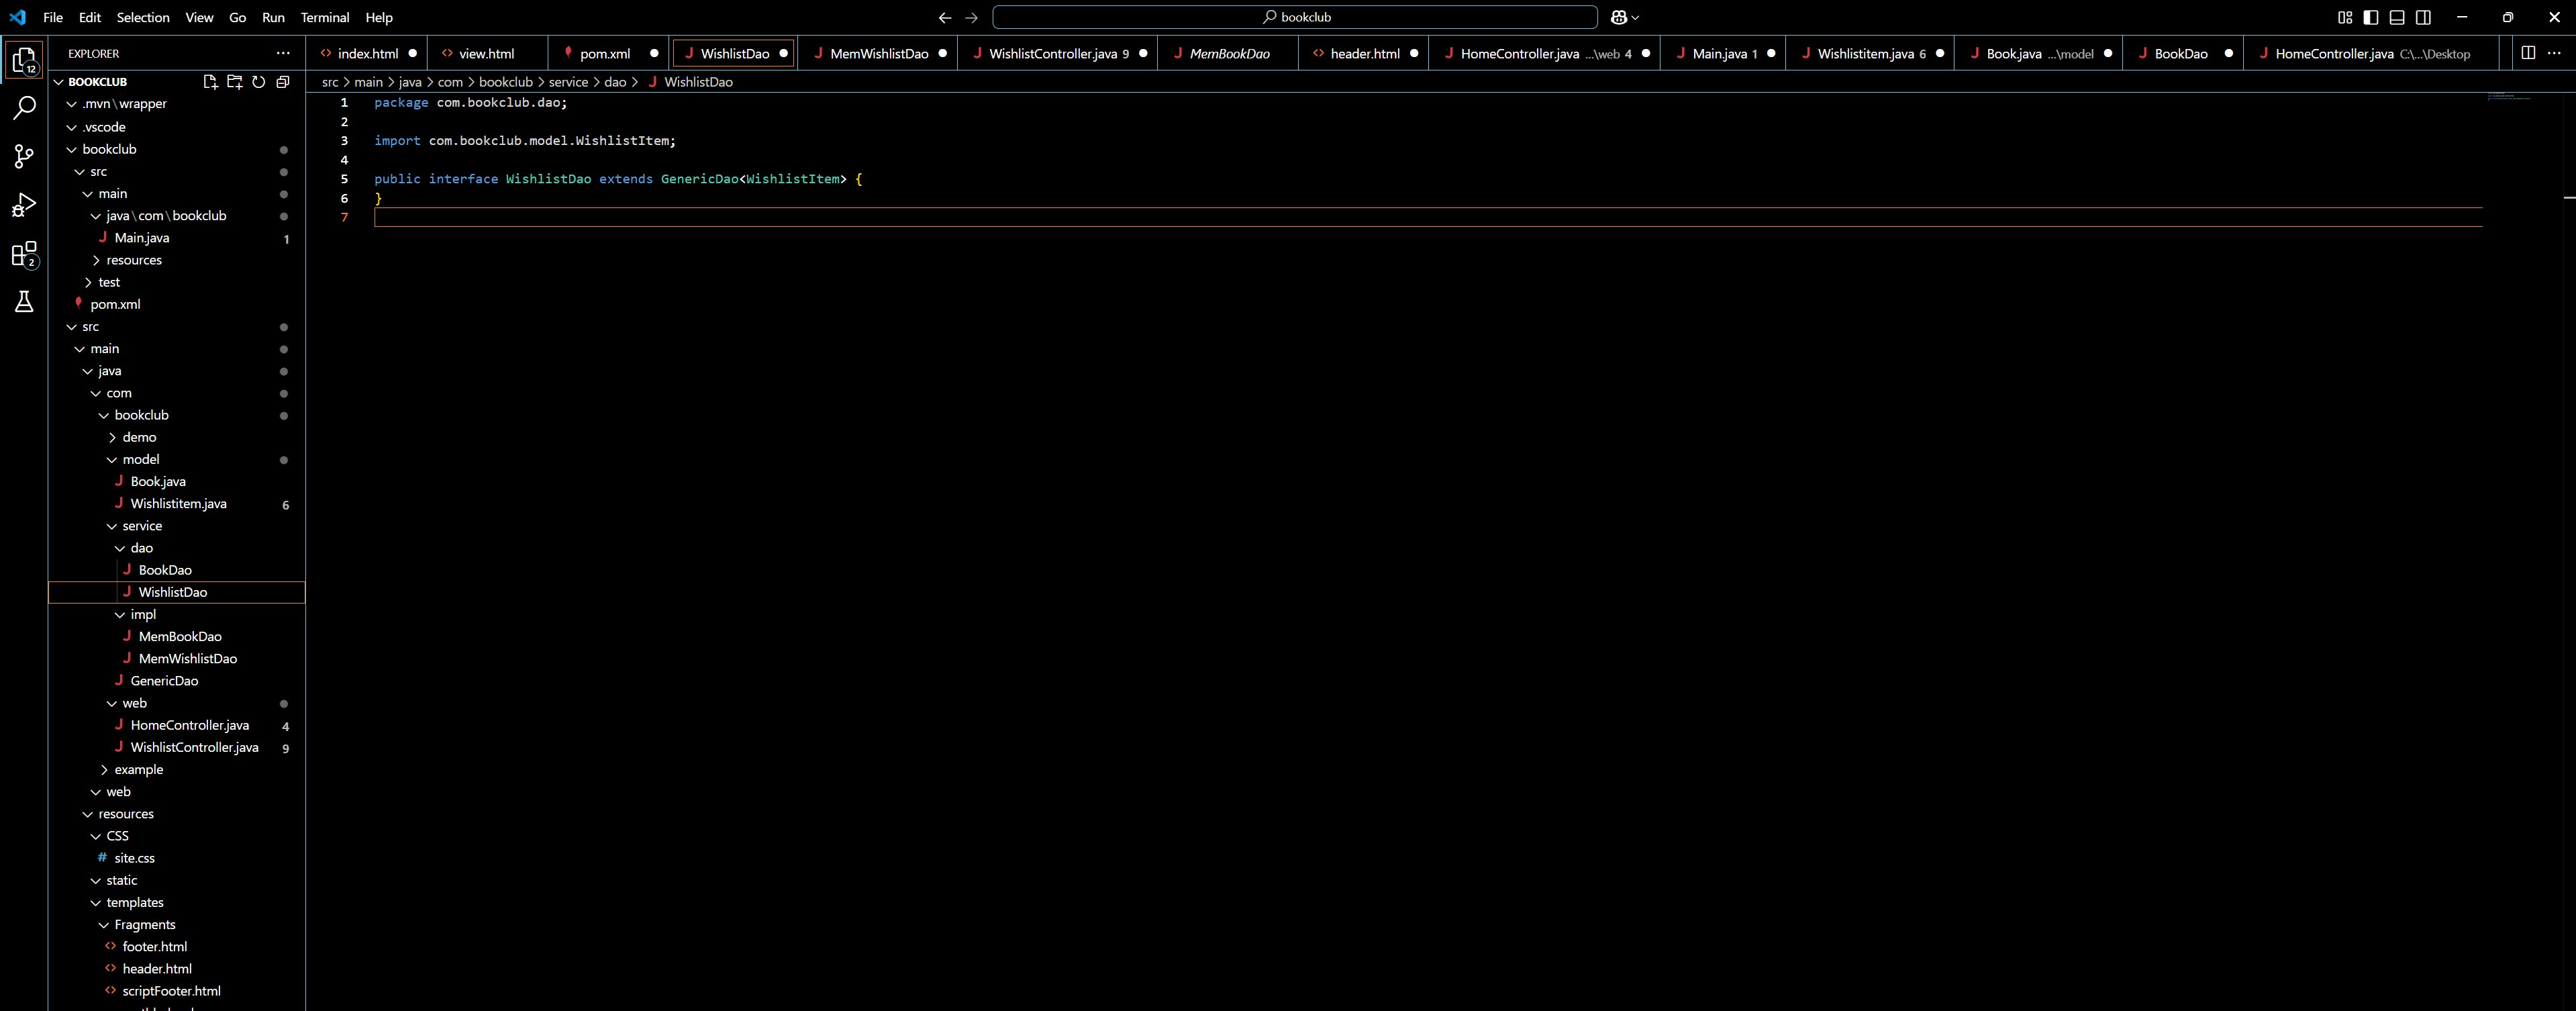 File Edit Selection View Go Run Terminal Help
bookclub
EXPLORER
index.html
view.html
pom.xml
WishlistDao
MemWishlistDao
WishlistController.java 9
MemBookDao
header.html
HomeController.java ...\web 4
Main.java 1
Wishlistitem.java 6
Book.java ...\model
BookDao
HomeController.java C:\...\Desktop
12
2
BOOKCLUB
.mvn\wrapper
.vscode
bookclub
src
main
java\com\bookclub
Main.java 1
resources
test
pom.xml
src
main
java
com
bookclub
demo
model
Book.java
Wishlistitem.java 6
service
dao
BookDao
WishlistDao
impl
MemBookDao
MemWishlistDao
GenericDao
web
HomeController.java 4
WishlistController.java 9
example
web
resources
CSS
site.css
static
templates
Fragments
footer.html
header.html
scriptFooter.html
src > main > java > com > bookclub > service > dao > WishlistDao
1 package com.bookclub.dao;
2
3 import com.bookclub.model.WishlistItem;
4
5 public interface WishlistDao extends GenericDao<WishlistItem> {
6 }
7